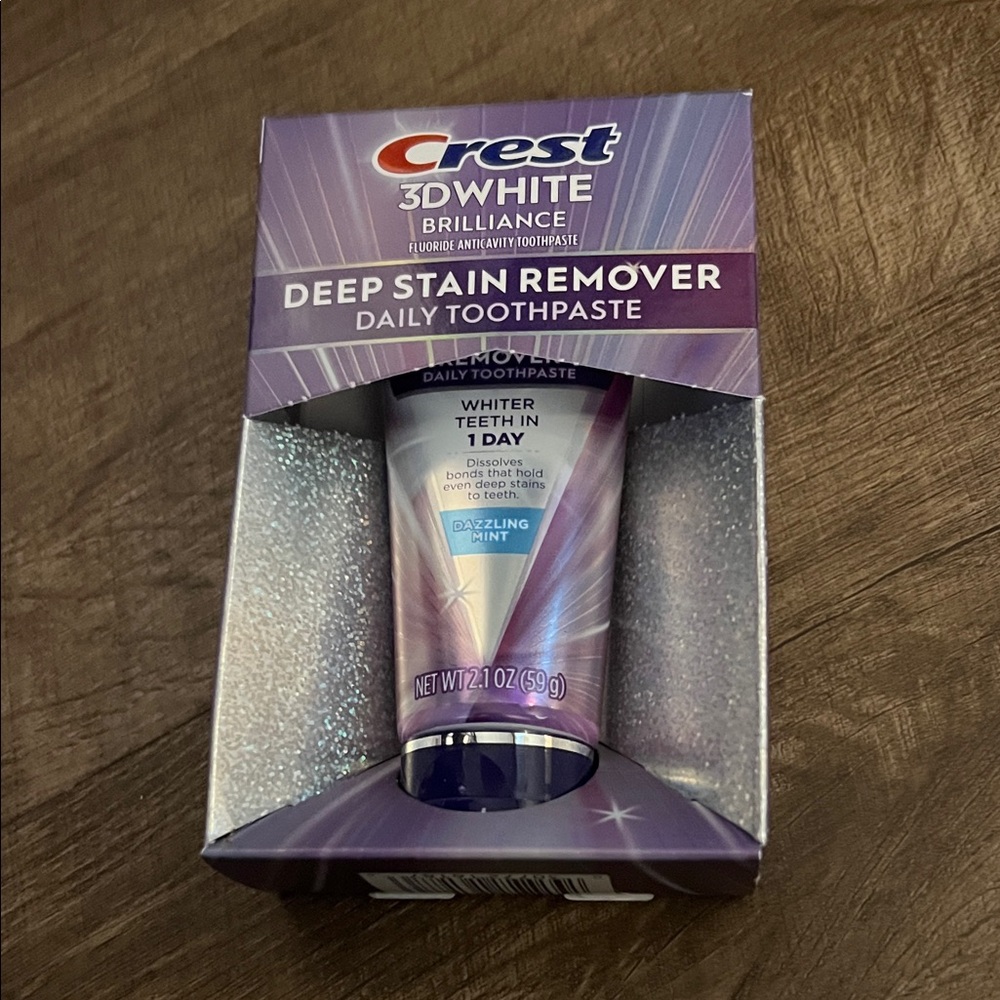 Crest
3DWHITE
BRILLIANCE
FLUORIDE ANTICAVITY TOOTHPASTE
DEEP STAIN REMOVER
DAILY TOOTHPASTE
REMOVER
DAILY TOOTHPASTE
WHITER
TEETH IN
1 DAY
Dissolves
bonds that hold
even deep stains
to teeth.
DAZZLING
MINT
NET WT 2.1 OZ (59 g)